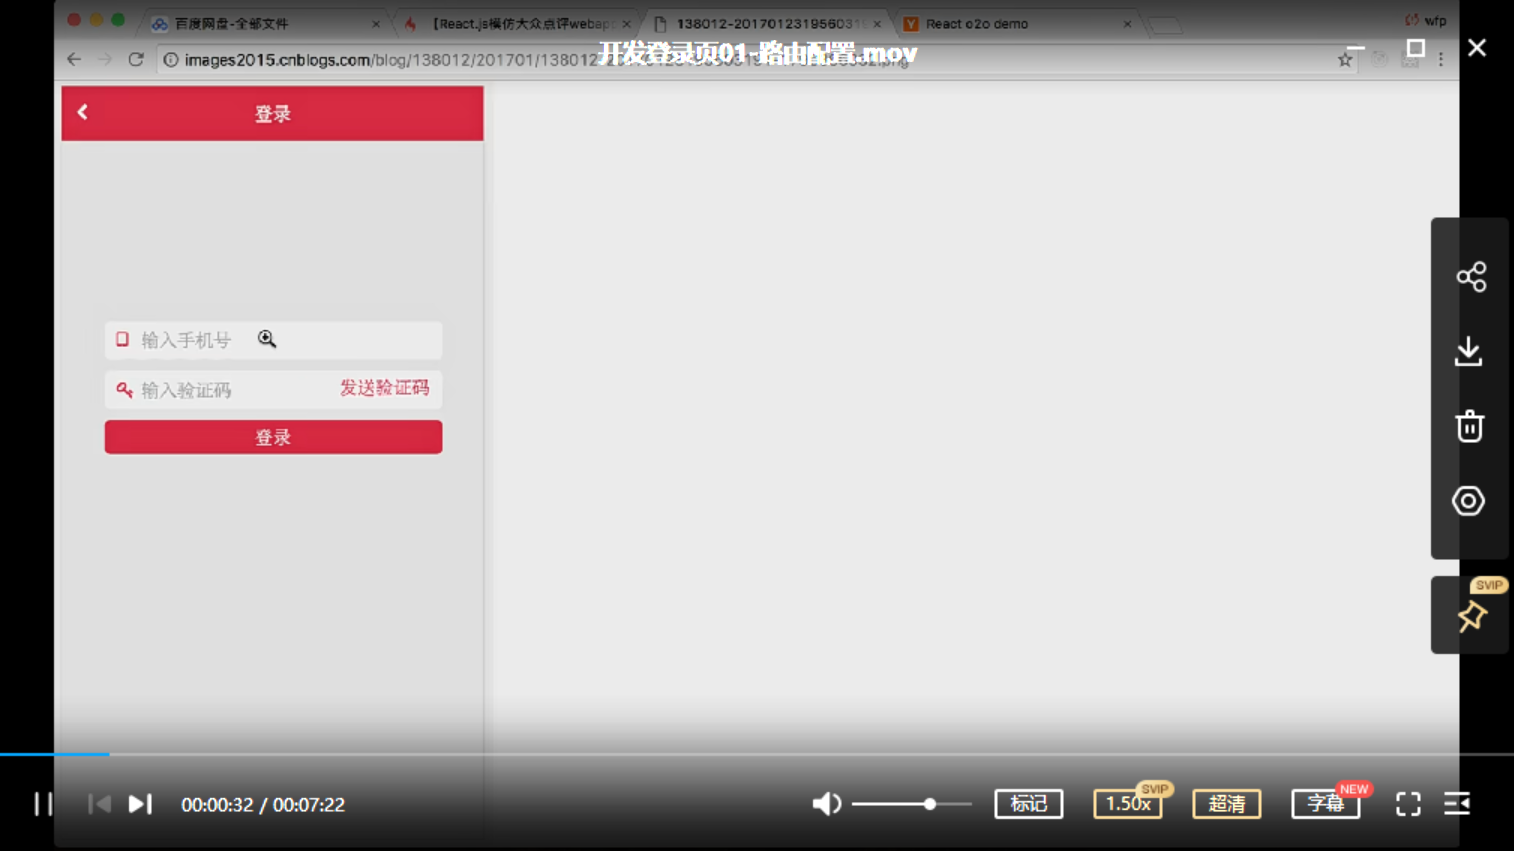 百度网盘-全部文件
【React.js模仿大众点评webapp
138012-2017012319560319
React o2o demo
wfp
开发登录页01-路由配置.mov
images2015.cnblogs.com/blog/138012/201701/138012
登录
输入手机号
输入验证码 发送验证码
登录
SVIP
00:00:32 / 00:07:22
标记
1.50x
SVIP
超清
字幕
NEW